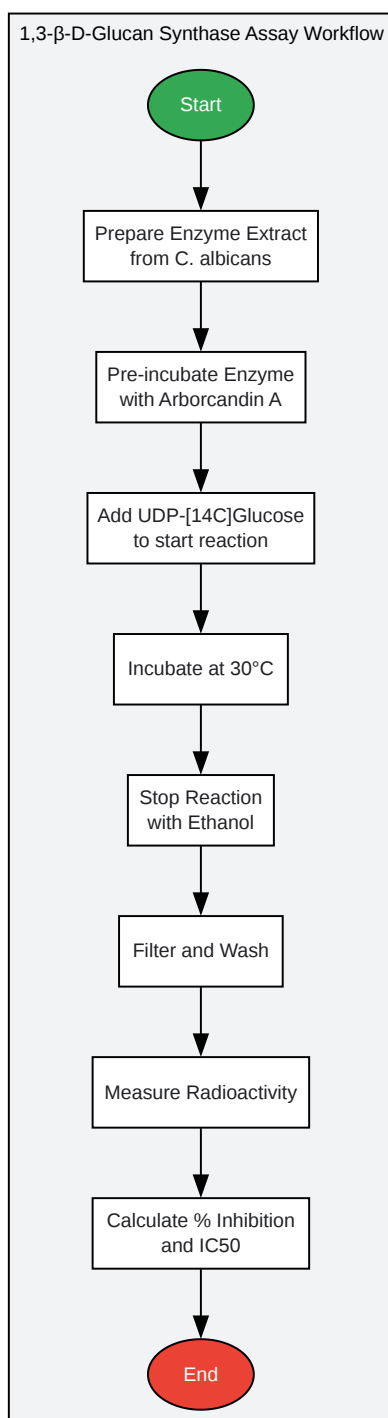 1,3-β-D-Glucan Synthase Assay Workflow
Start
Prepare Enzyme Extract
from C. albicans
Pre-incubate Enzyme
with Arborcandin A
Add UDP-[14C]Glucose
to start reaction
Incubate at 30°C
Stop Reaction
with Ethanol
Filter and Wash
Measure Radioactivity
Calculate % Inhibition
and IC50
End